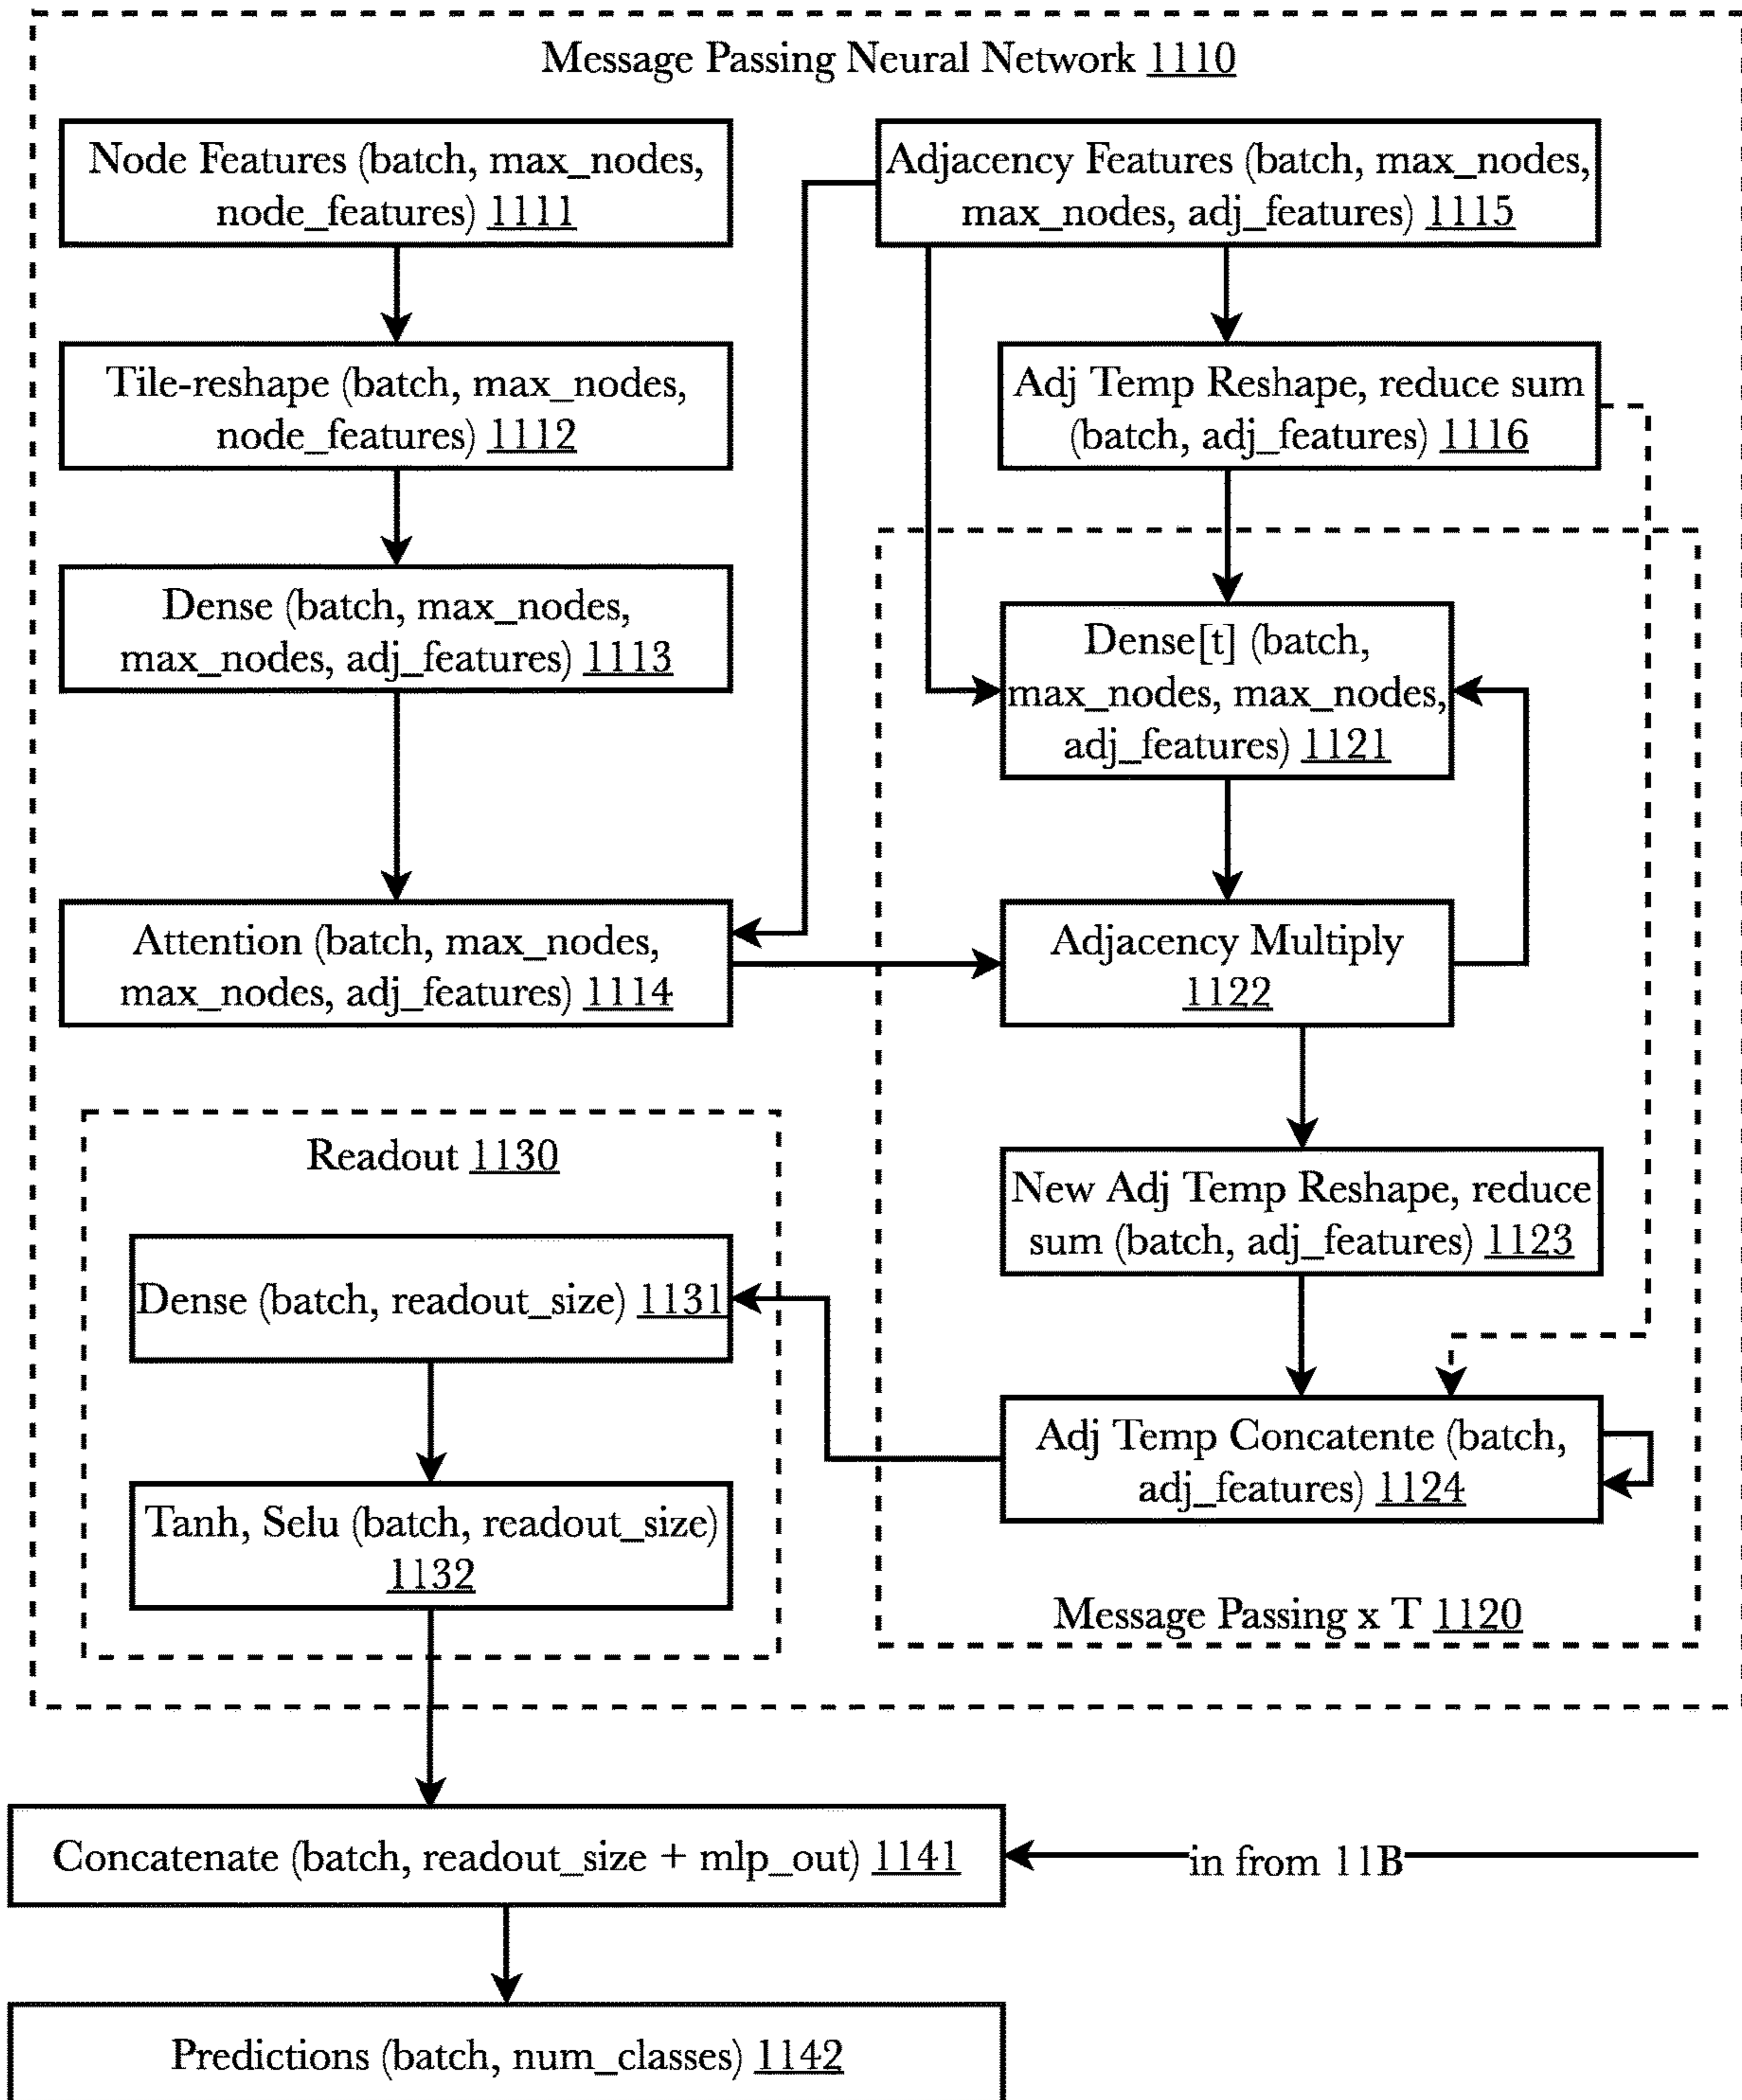 Message Passing Neural Network 1110
Node Features (batch, max_nodes,
node_features) 1111
Adjacency Features (batch, max_nodes,
max_nodes, adj_features) 1115
Tile-reshape (batch, max_nodes,
node_features) 1112
Adj Temp Reshape, reduce sum
(batch, adj_features) 1116
Dense (batch, max_nodes,
max_nodes, adj_features) 1113
Dense[t] (batch,
max_nodes, max_nodes,
adj_features) 1121
Attention (batch, max_nodes,
max_nodes, adj_features) 1114
Adjacency Multiply
1122
Readout 1130
New Adj Temp Reshape, reduce
sum (batch, adj_features) 1123
Dense (batch, readout_size) 1131
Adj Temp Concatente (batch,
adj_features) 1124
Tanh, Selu (batch, readout_size)
1132
Message Passing x T 1120
Concatenate (batch, readout_size + mlp_out) 1141
in from 11B
Predictions (batch, num_classes) 1142